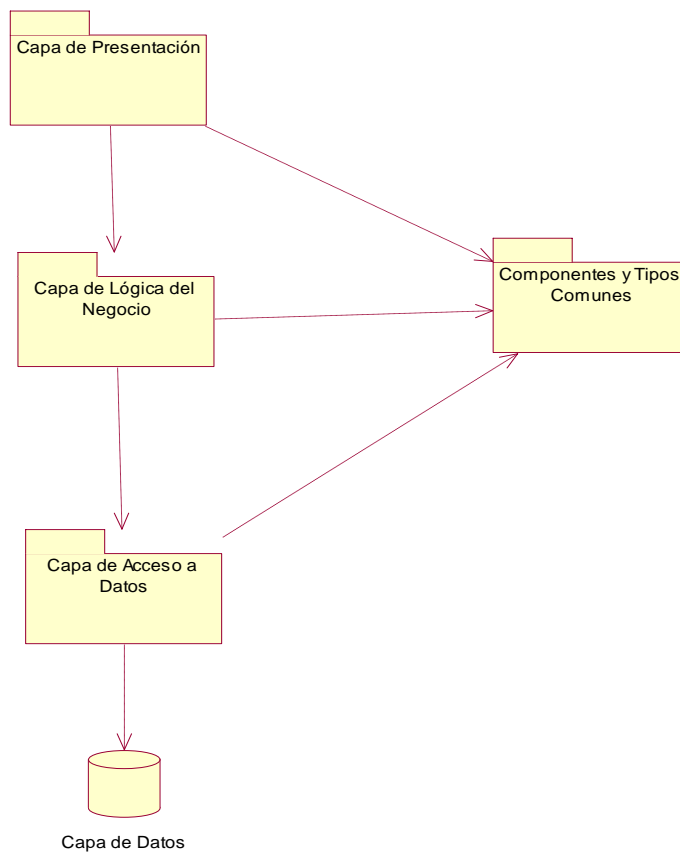 Capa de Presentación
Capa de Lógica del
Negocio
Componentes y Tipos
Comunes
Capa de Acceso a
Datos
Capa de Datos